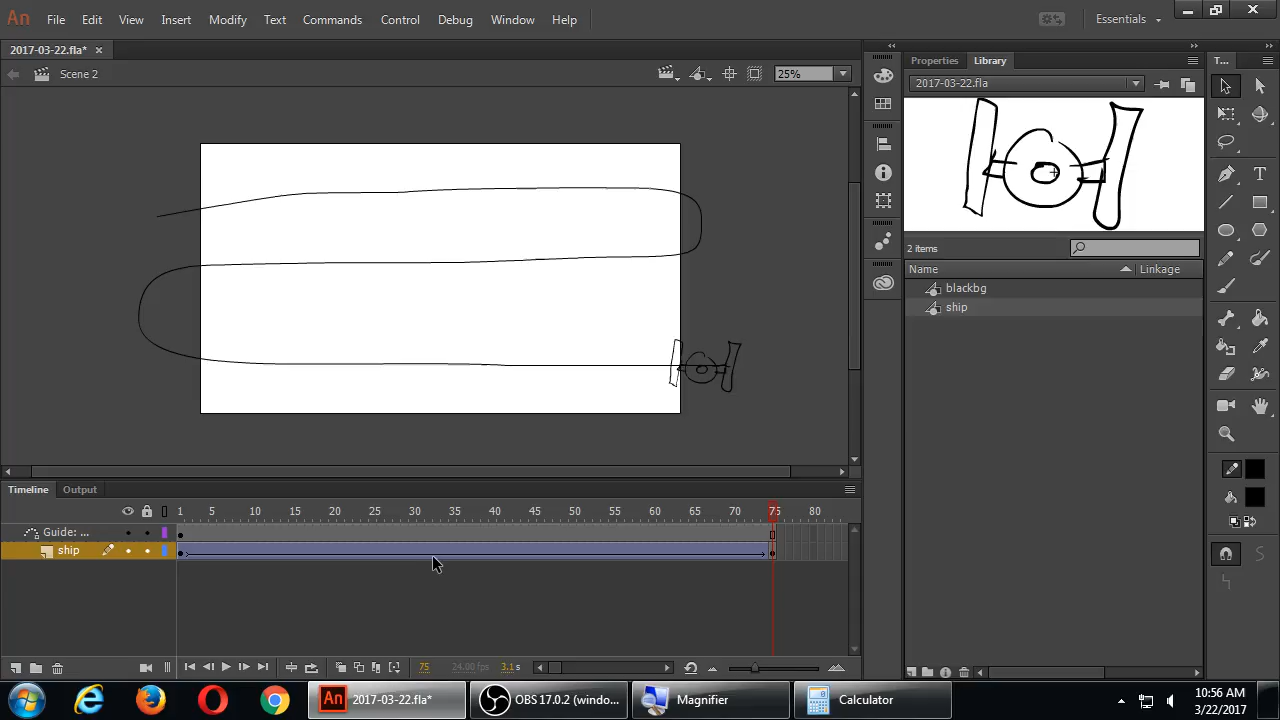 An File Edit View Insert Modify Text Commands Control Debug Window Help Essentials
2017-03-22.fla* ×
Scene 2
25%
Properties Library
2017-03-22.fla
T...
2 items
Name Linkage
blackbg
ship
Timeline Output
1 5 10 15 20 25 30 35 40 45 50 55 60 65 70 75 80
Guide: ...
ship
75 24.00 fps 3.1 s
An 2017-03-22.fla*
OBS 17.0.2 (windo...
Magnifier
Calculator
10:56 AM
3/22/2017